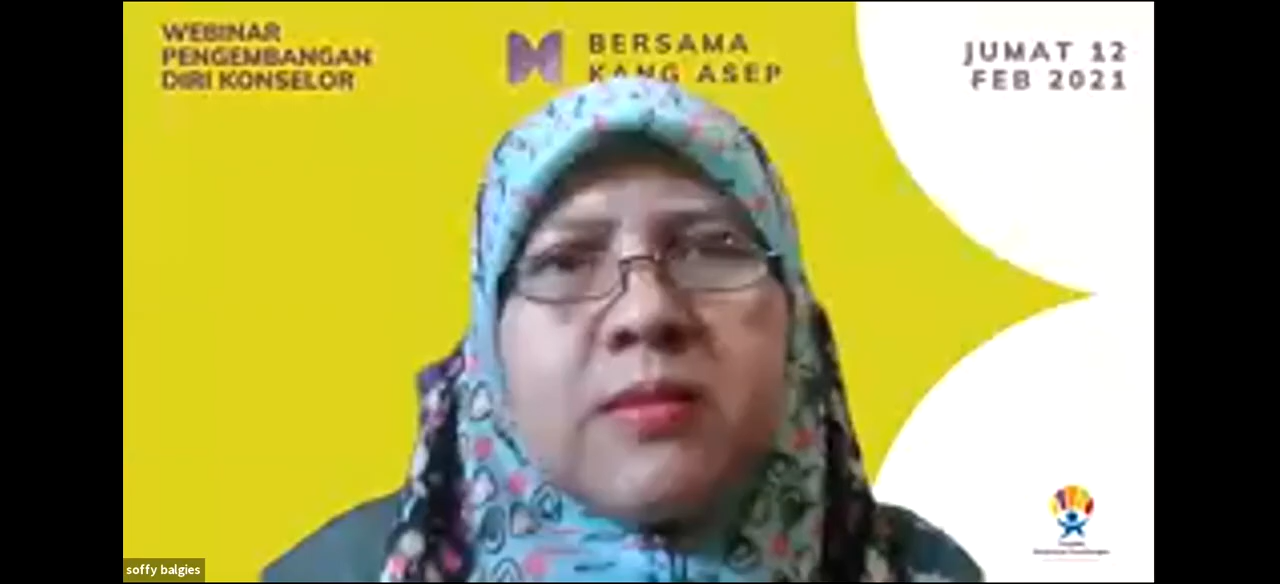 WEBINAR
PENGEMBANGAN
DIRI KONSELOR
BERSAMA
KANG ASEP
JUMAT 12
FEB 2021
soffy balgies